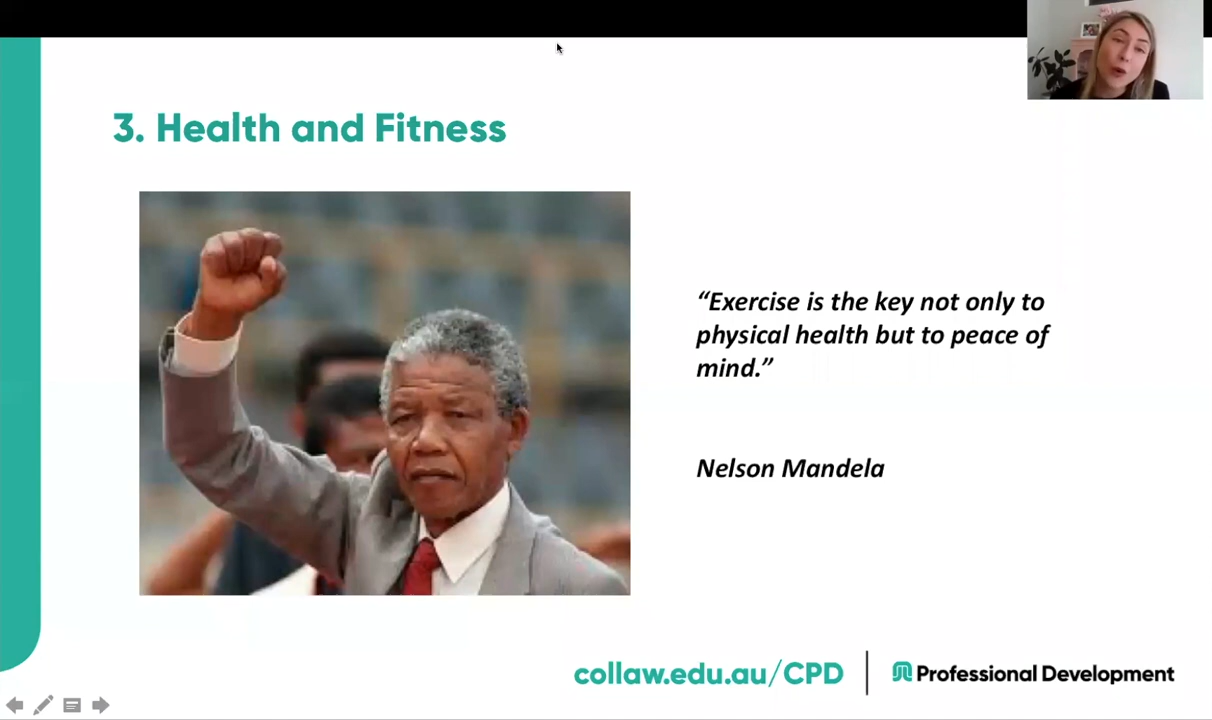 3. Health and Fitness
“Exercise is the key not only to
physical health but to peace of
mind.”
Nelson Mandela
collaw.edu.au/CPD
Professional Development